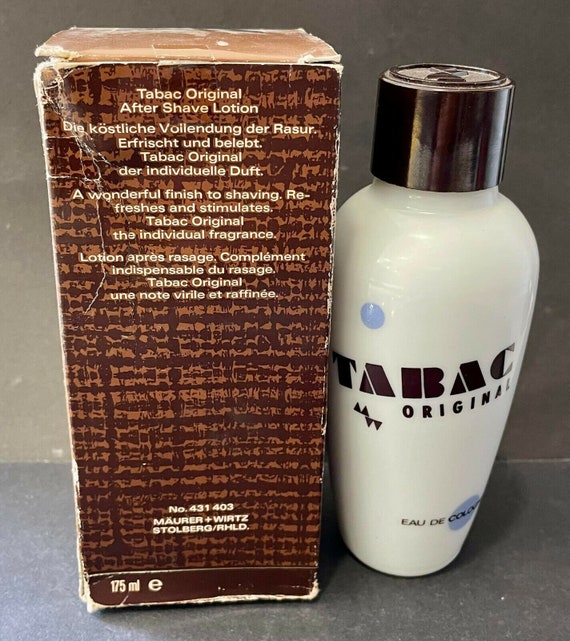 Tabac Original
After Shave Lotion
Die köstliche Vollendung der Rasur.
Erfrischt und belebt.
Tabac Original
der individuelle Duft.
A wonderful finish to shaving. Re-
freshes and stimulates.
Tabac Original
the individual fragrance.
Lotion après rasage. Complément
indispensable du rasage.
Tabac Original
une note virile et raffinée.
No. 431 403
MÄURER+WIRTZ
STOLBERG/RHLD.
175 ml e
TABAC
ORIGINAL
EAU DE COLOG